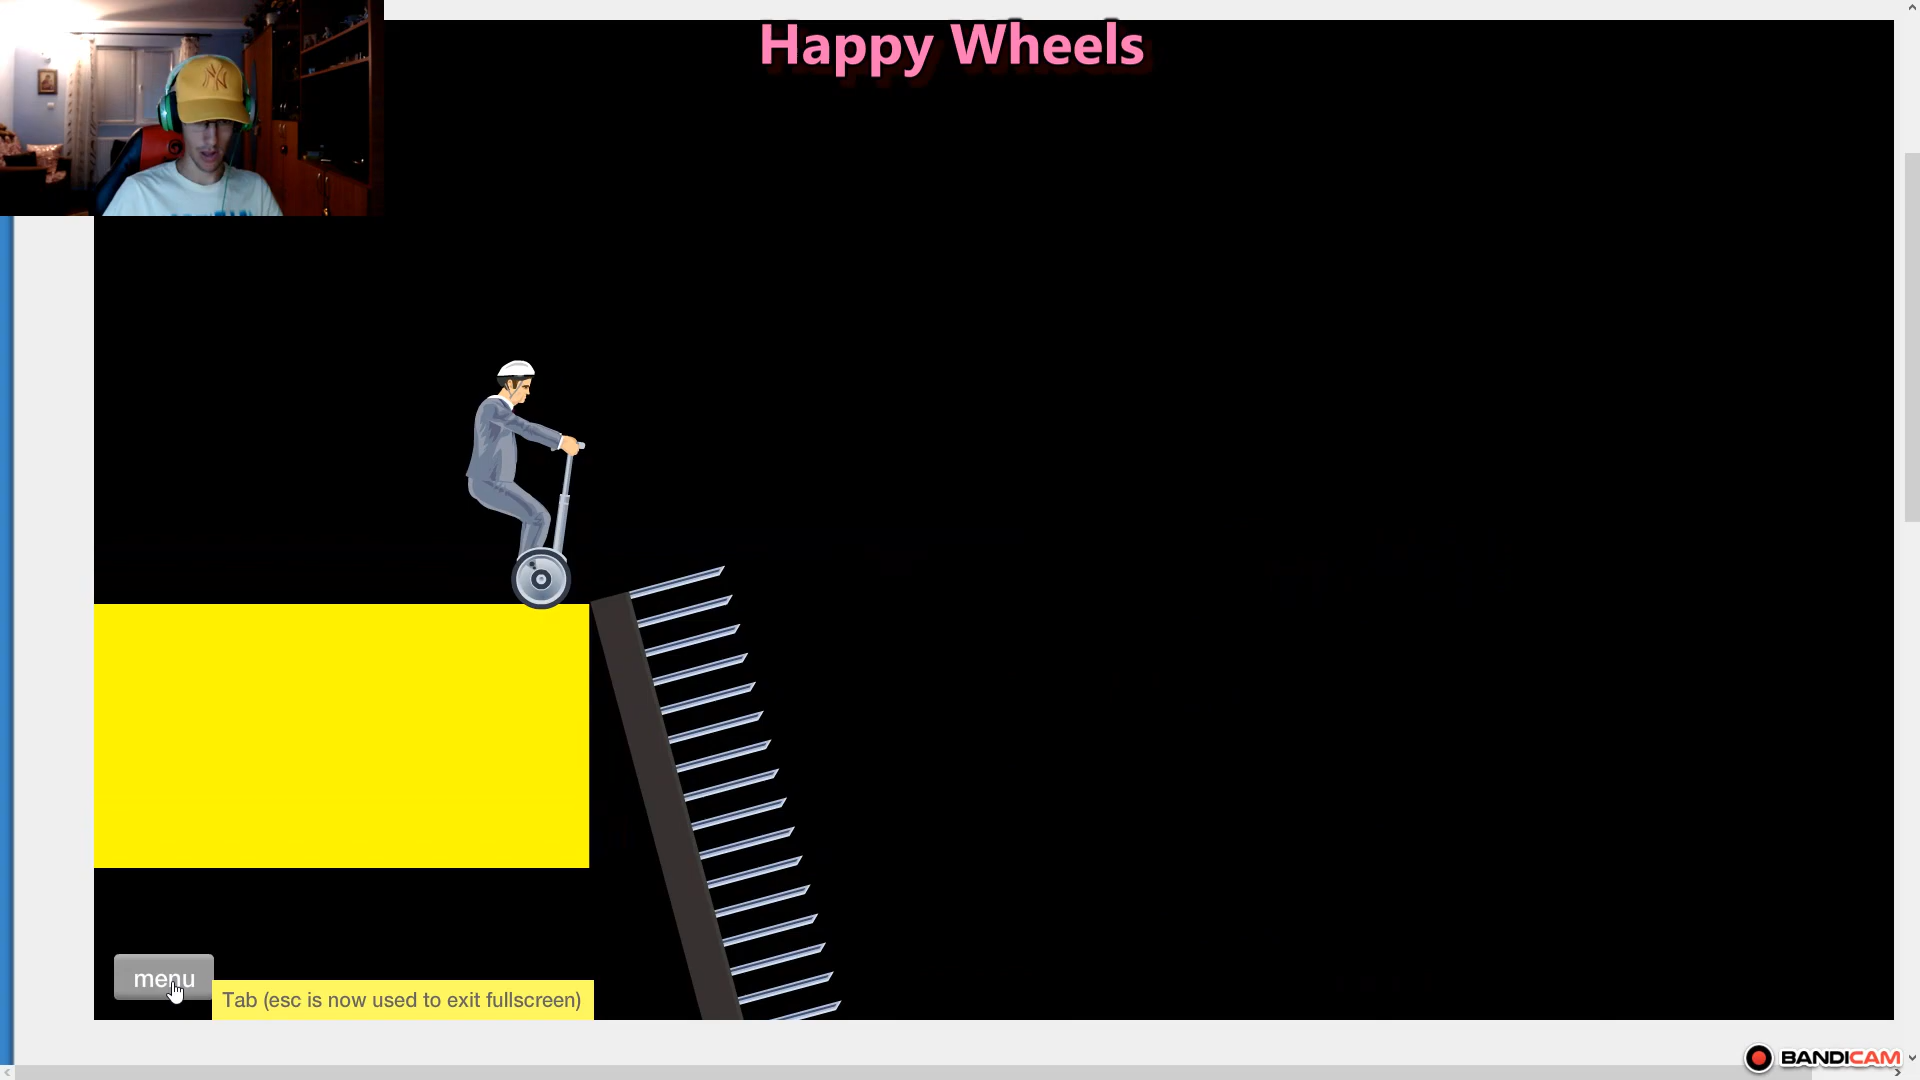 Happy Wheels
menu
Tab (esc is now used to exit fullscreen)
BANDICAM